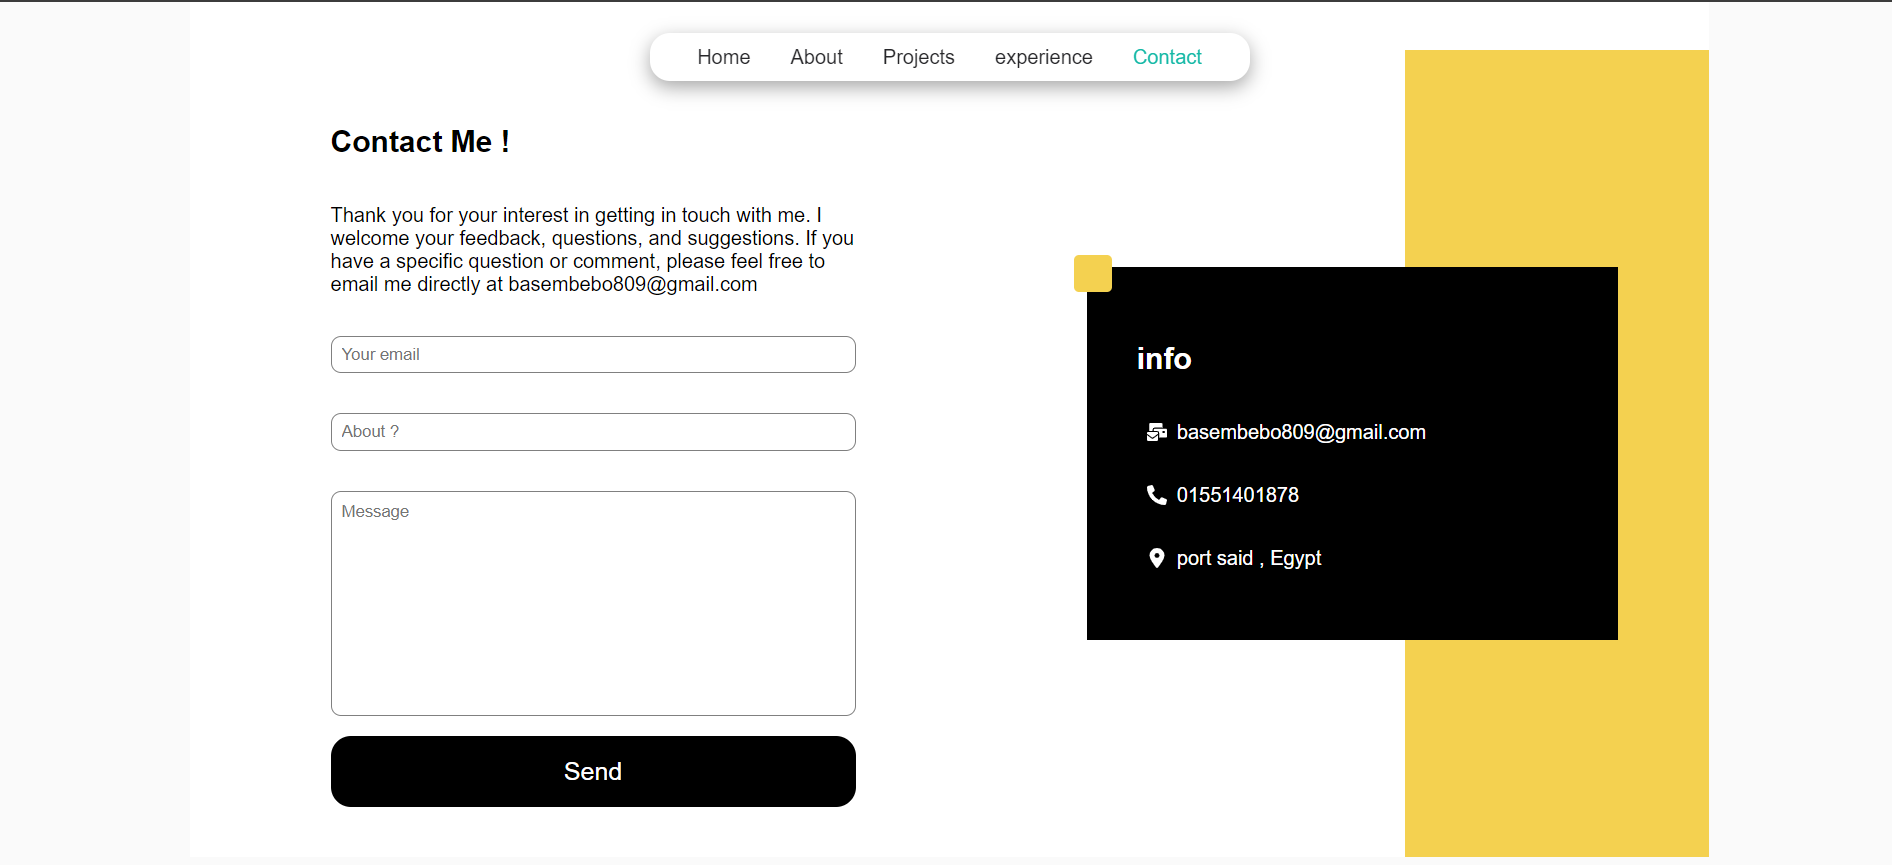 Home About Projects experience Contact
Contact Me !
Thank you for your interest in getting in touch with me. I
welcome your feedback, questions, and suggestions. If you
have a specific question or comment, please feel free to
email me directly at basembebo809@gmail.com
Your email
About ?
Message
Send
info
basembebo809@gmail.com
01551401878
port said , Egypt